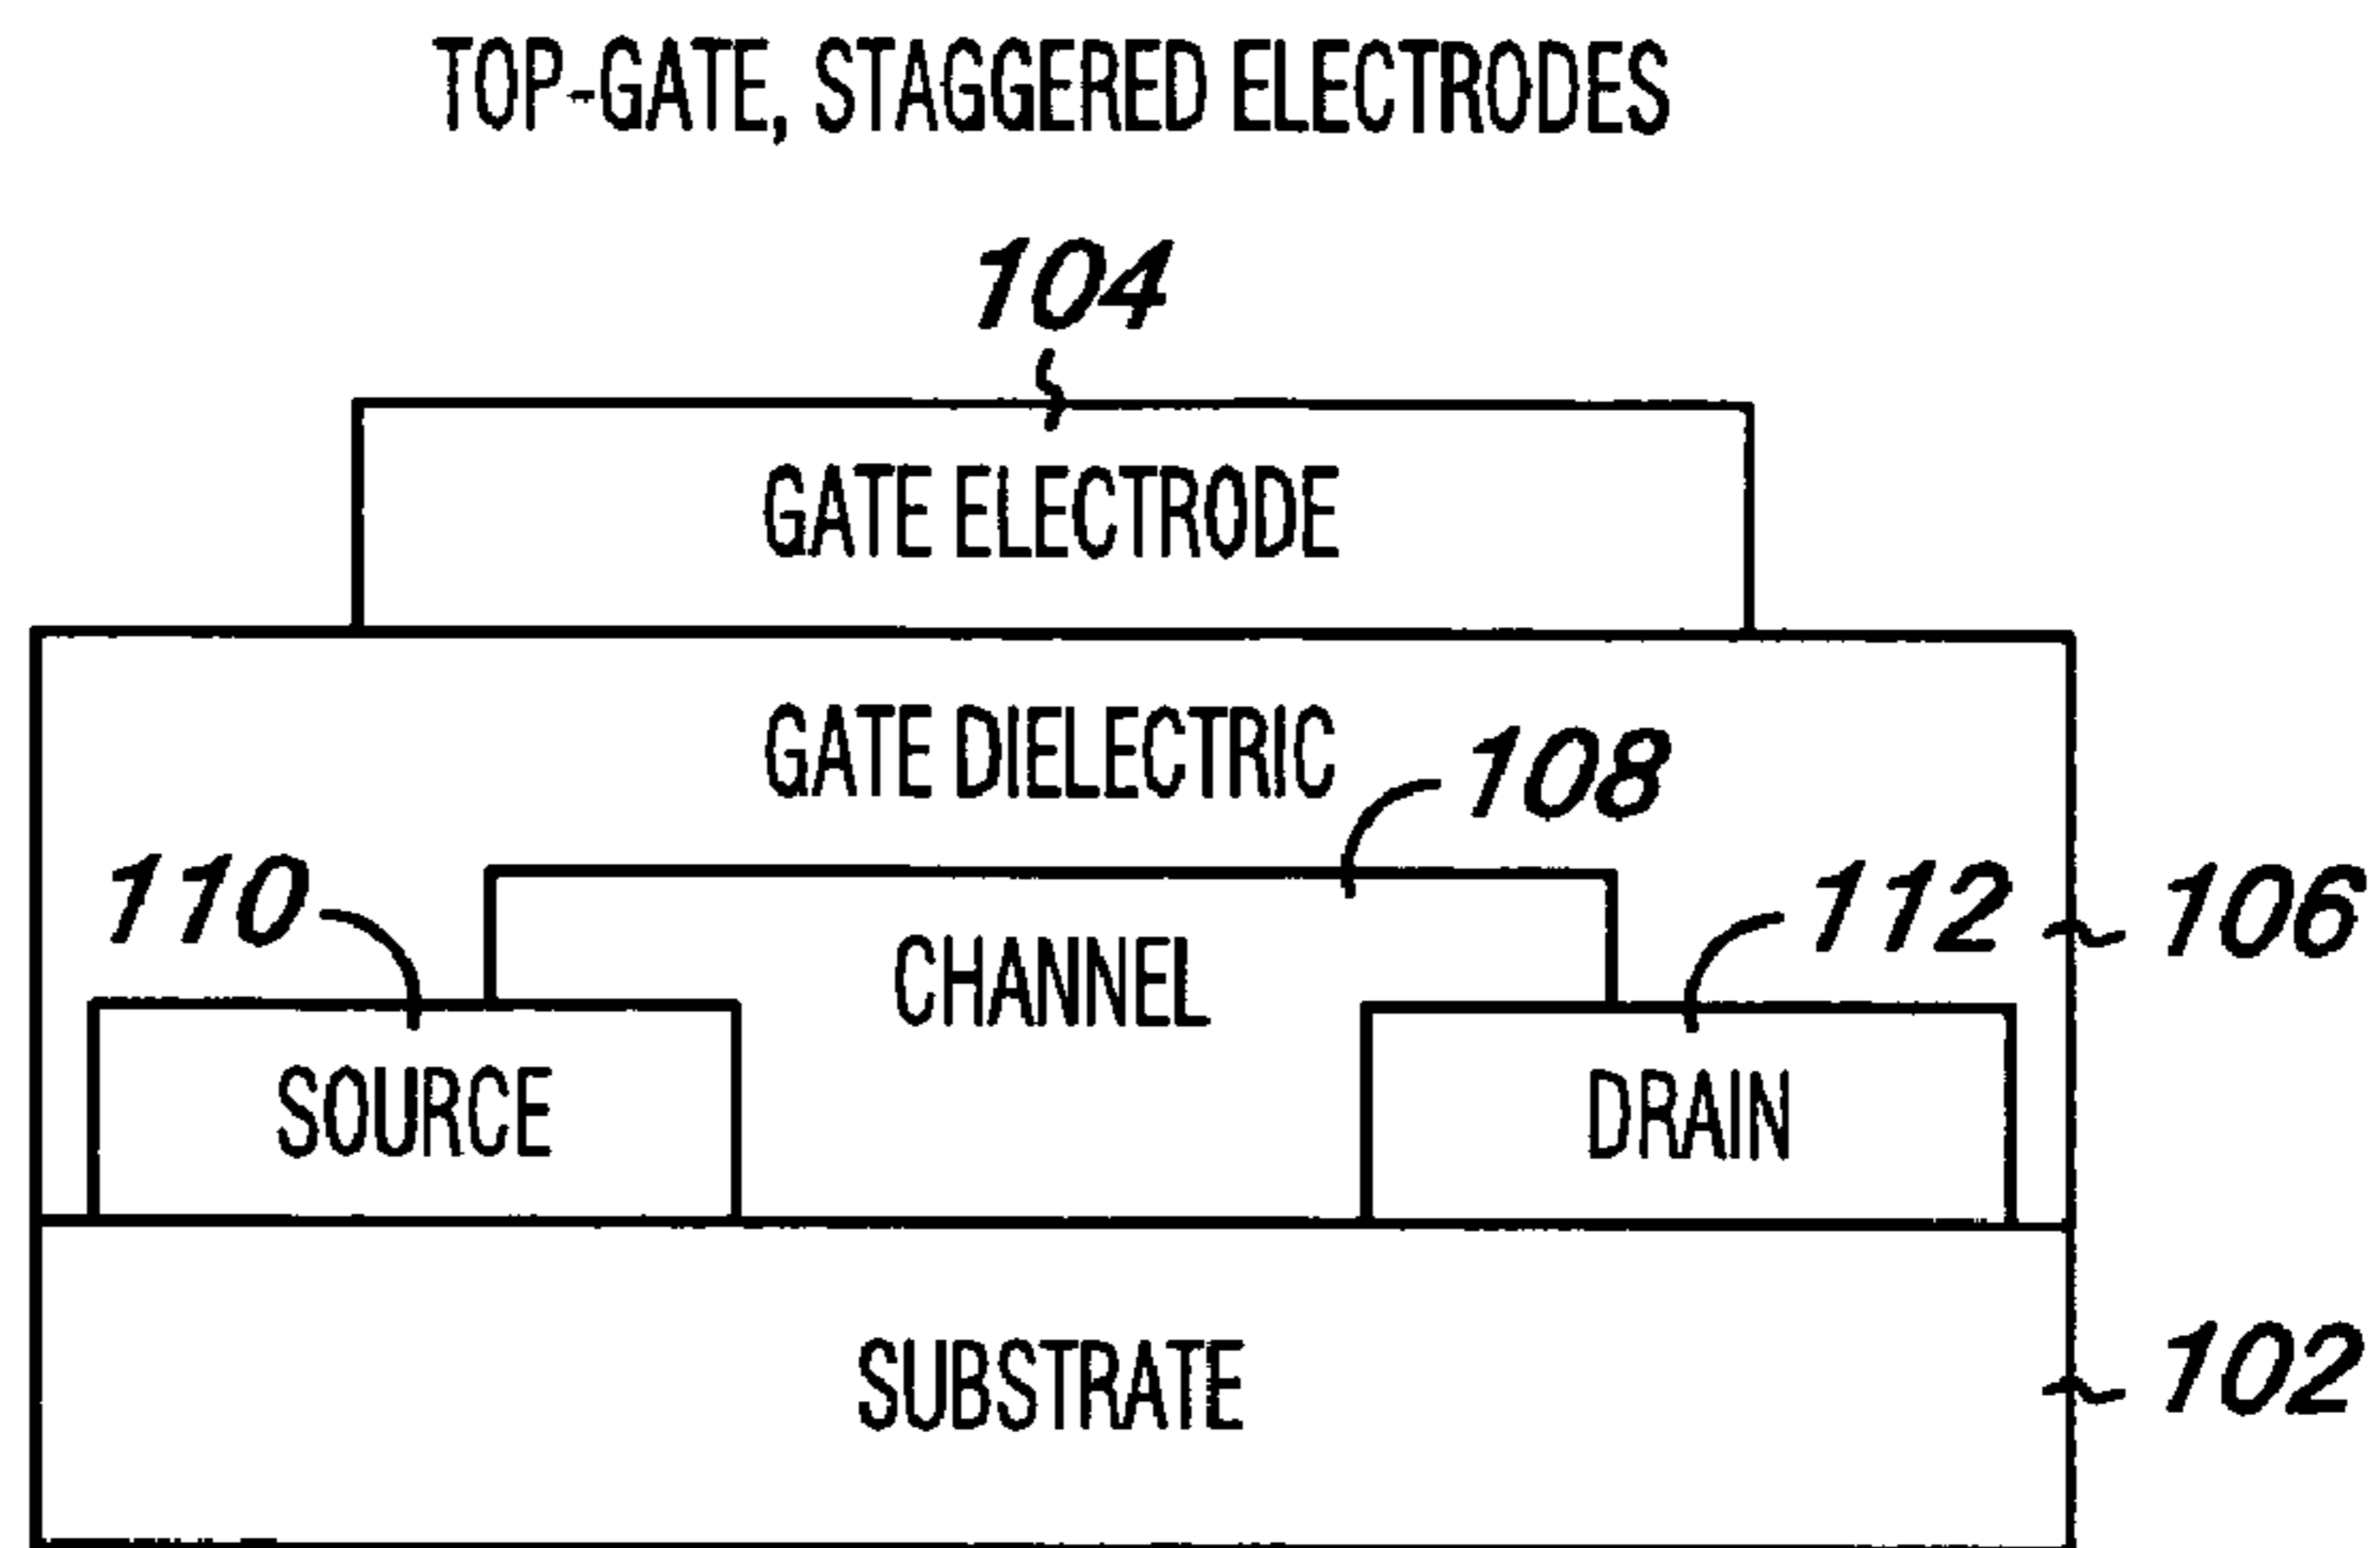 TOP-GATE, STAGGERED ELECTRODES
104
GATE ELECTRODE
GATE DIELECTRIC
108
110
112
106
CHANNEL
SOURCE
DRAIN
SUBSTRATE
102